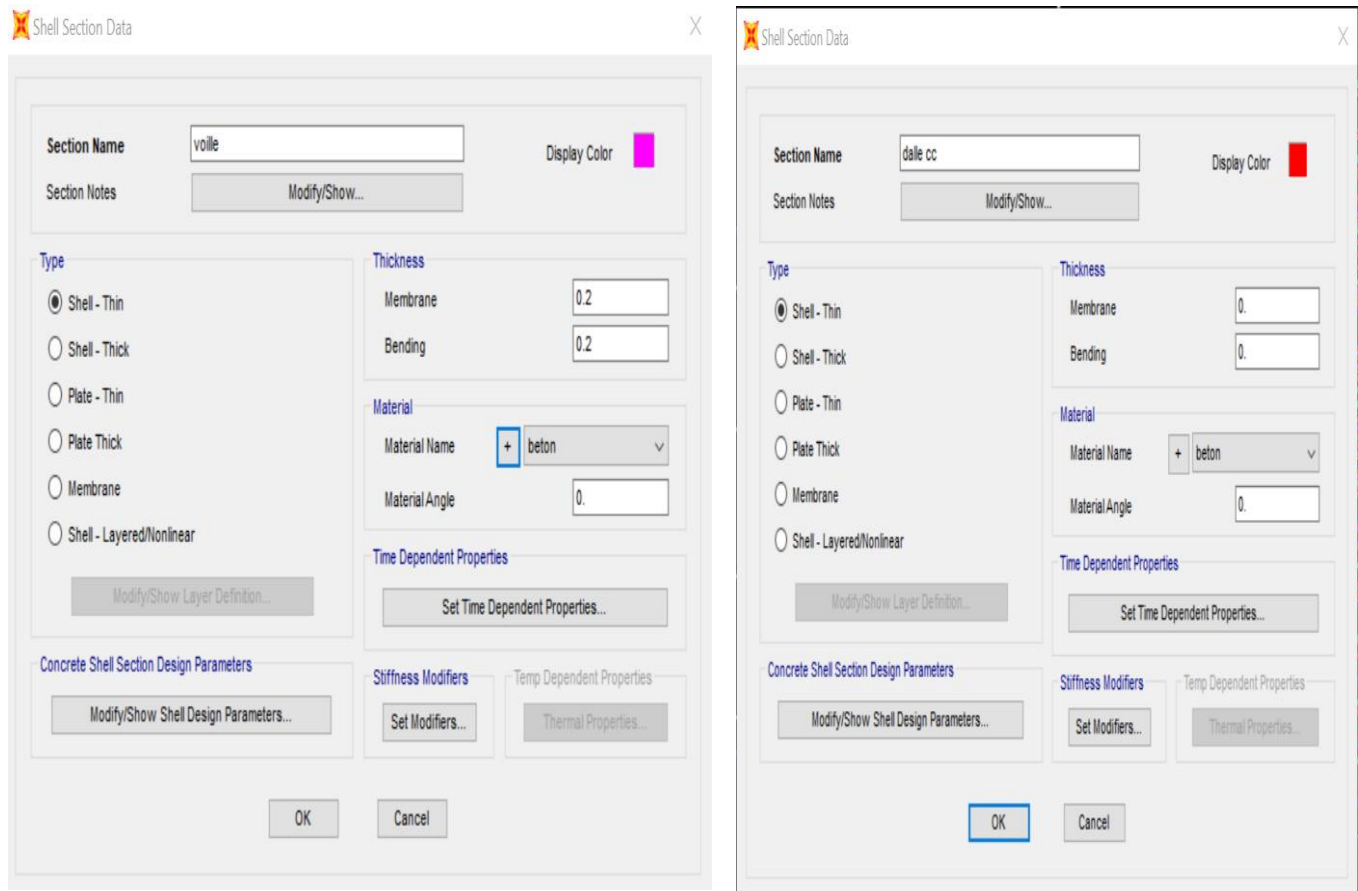 Shell Section Data
X
Section Name
voille
Display Color
Section Notes
Modify/Show...
Type
Shell - Thin
Shell - Thick
Plate - Thin
Plate Thick
Membrane
Shell - Layered/Nonlinear
Modify/Show Layer Definition...
Thickness
Membrane
0.2
Bending
0.2
Material
Material Name
+
beton
Material Angle
0.
Time Dependent Properties
Set Time Dependent Properties...
Concrete Shell Section Design Parameters
Modify/Show Shell Design Parameters...
Stiffness Modifiers
Set Modifiers...
Temp Dependent Properties
Thermal Properties...
OK
Cancel
Shell Section Data
X
Section Name
dalle cc
Display Color
Section Notes
Modify/Show...
Type
Shell - Thin
Shell - Thick
Plate - Thin
Plate Thick
Membrane
Shell - Layered/Nonlinear
Modify/Show Layer Definition...
Thickness
Membrane
0.
Bending
0.
Material
Material Name
+
beton
Material Angle
0.
Time Dependent Properties
Set Time Dependent Properties...
Concrete Shell Section Design Parameters
Modify/Show Shell Design Parameters...
Stiffness Modifiers
Set Modifiers...
Temp Dependent Properties
Thermal Properties...
OK
Cancel